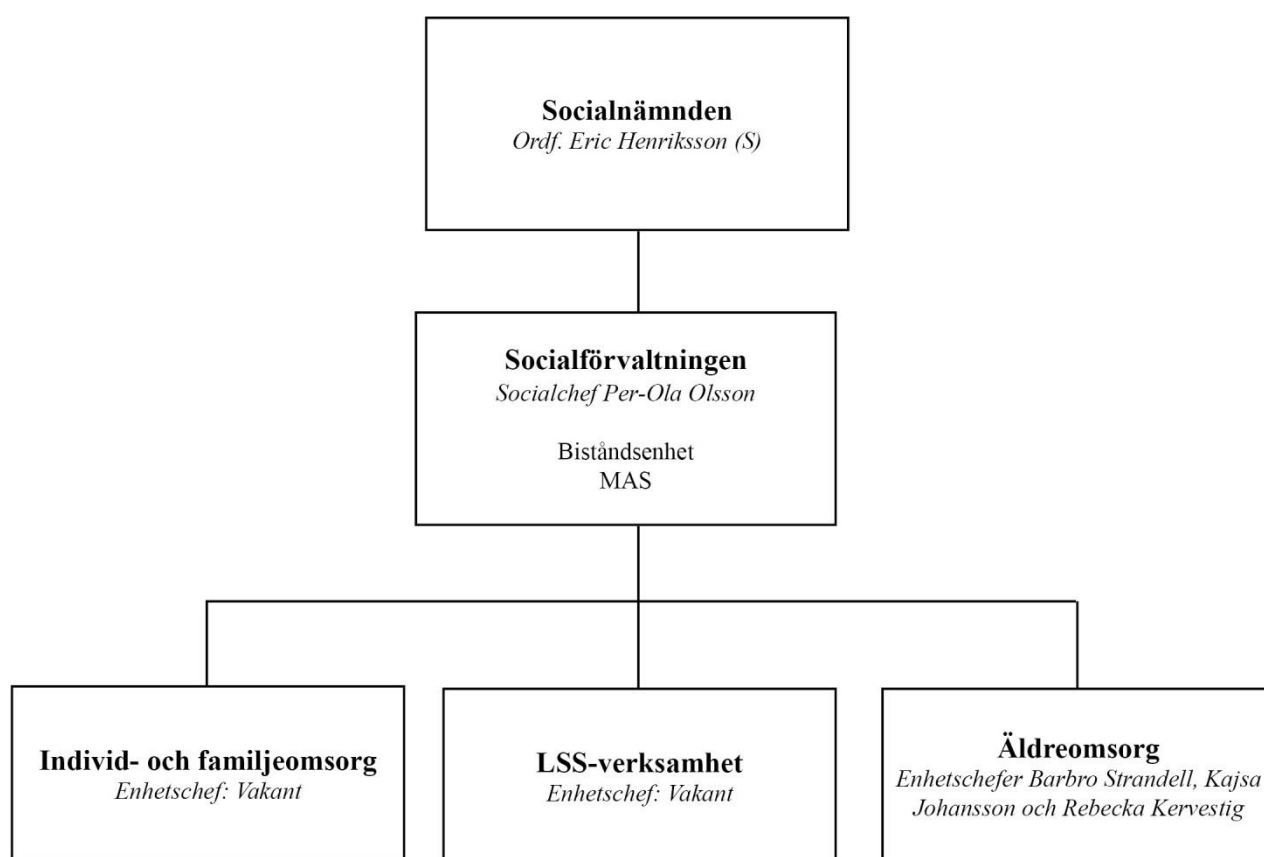 Socialnämnden
Ordf. Eric Henriksson (S)
Socialförvaltningen
Socialchef Per-Ola Olsson
Biståndsenhet
MAS
Individ- och familjeomsorg
Enhetschef: Vakant
LSS-verksamhet
Enhetschef: Vakant
Äldreomsorg
Enhetschefer Barbro Strandell, Kajsa
Johansson och Rebecka Kervestig